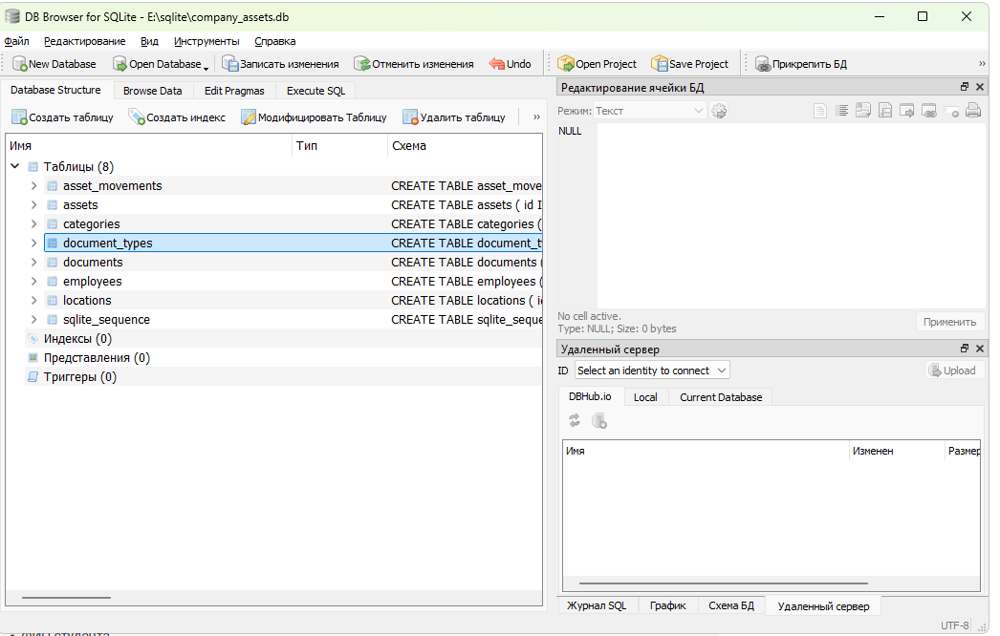 DB Browser for SQLite - E:\sqlite\company_assets.db
Файл Редактирование Вид Инструменты Справка
New Database Open Database Записать изменения Отменить изменения Undo Open Project Save Project Прикрепить БД »
Database Structure Browse Data Edit Pragmas Execute SQL
Создать таблицу Создать индекс Модифицировать Таблицу Удалить таблицу »
Имя Тип Схема
Таблицы (8)
asset_movements CREATE TABLE asset_move
assets CREATE TABLE assets ( id I
categories CREATE TABLE categories (
document_types CREATE TABLE document_t
documents CREATE TABLE documents (
employees CREATE TABLE employees (
locations CREATE TABLE locations ( i
sqlite_sequence CREATE TABLE sqlite_seque
Индексы (0)
Представления (0)
Триггеры (0)
Редактирование ячейки БД
Режим: Текст
NULL
No cell active.
Type: NULL; Size: 0 bytes
Применить
Удаленный сервер
ID Select an identity to connect Upload
DBHub.io Local Current Database
Имя Изменен Размер
Журнал SQL График Схема БД Удаленный сервер
UTF-8